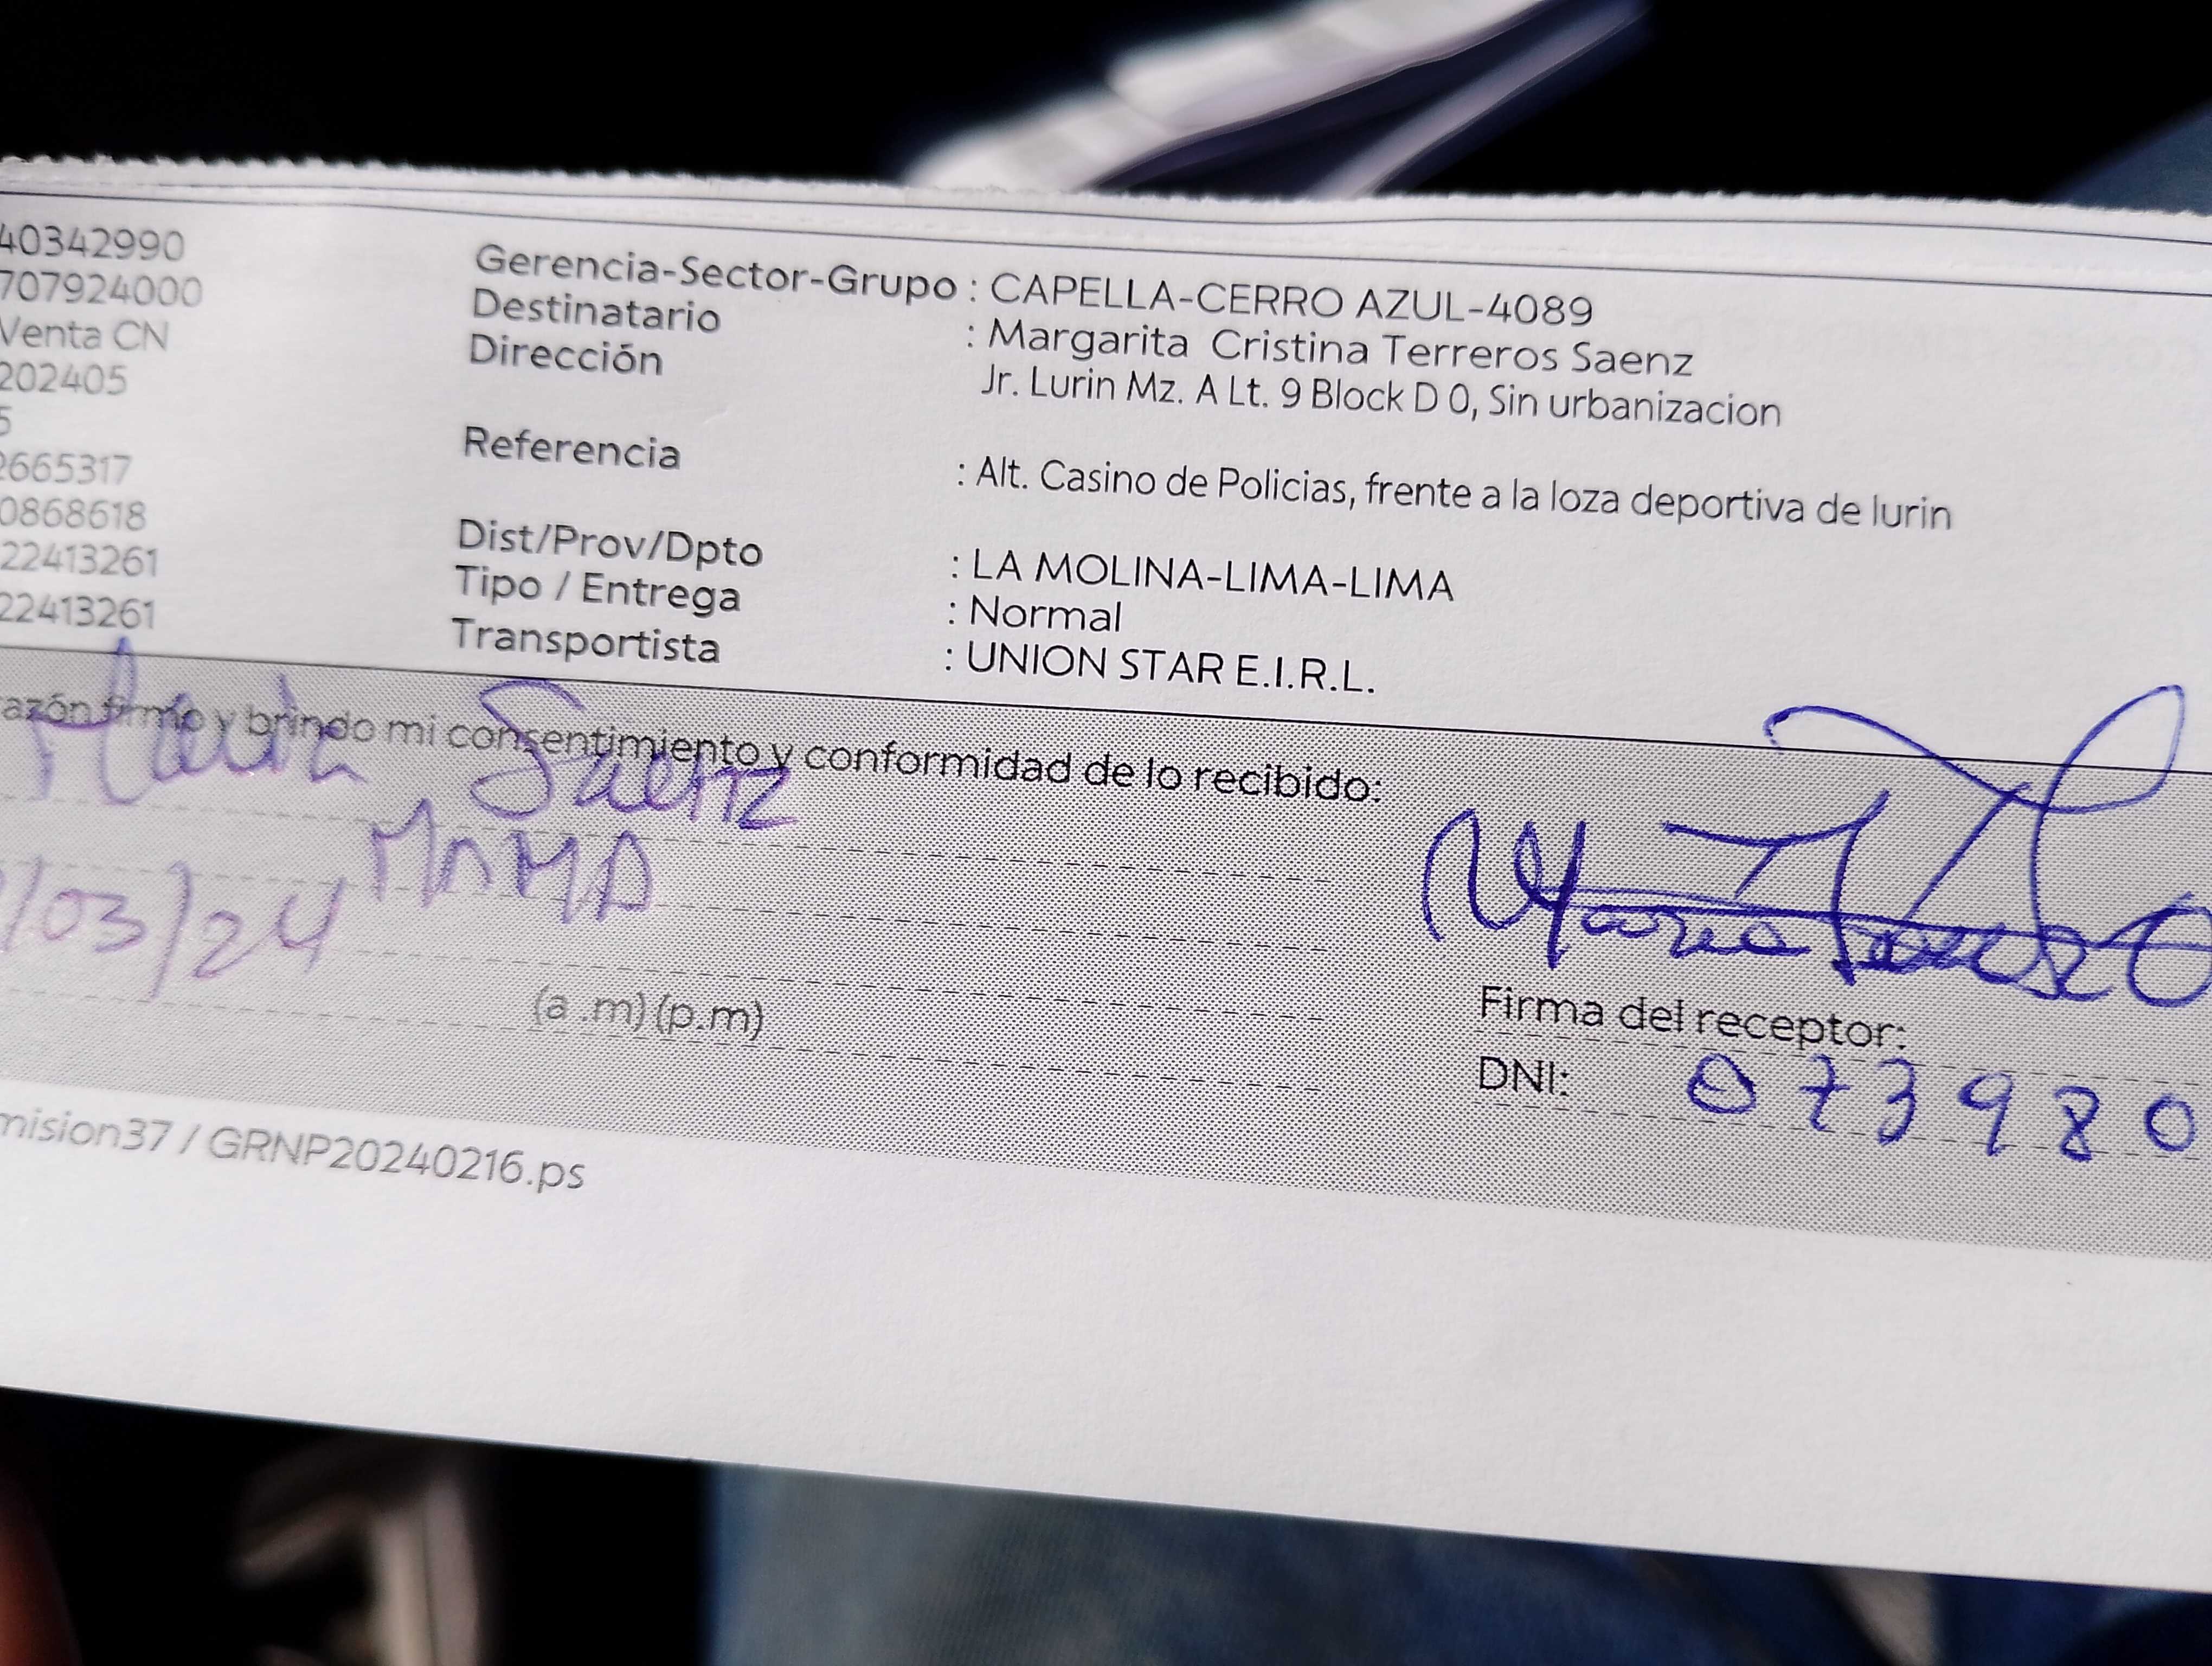 40342990
707924000
Venta CN
202405
5
2665317
0868618
22413261
22413261
Gerencia-Sector-Grupo : CAPELLA-CERRO AZUL-4089
Destinatario : Margarita Cristina Terreros Saenz
Dirección Jr. Lurin Mz. A Lt. 9 Block D 0, Sin urbanizacion
Referencia : Alt. Casino de Policias, frente a la loza deportiva de lurin
Dist/Prov/Dpto : LA MOLINA-LIMA-LIMA
Tipo / Entrega : Normal
Transportista : UNION STAR E.I.R.L.
azón firmo y brindo mi consentimiento y conformidad de lo recibido:
Maria Saenz
MAMA
/03/24
(a .m) (p.m)
Firma del receptor:
DNI: 073980
mision37 / GRNP20240216.ps